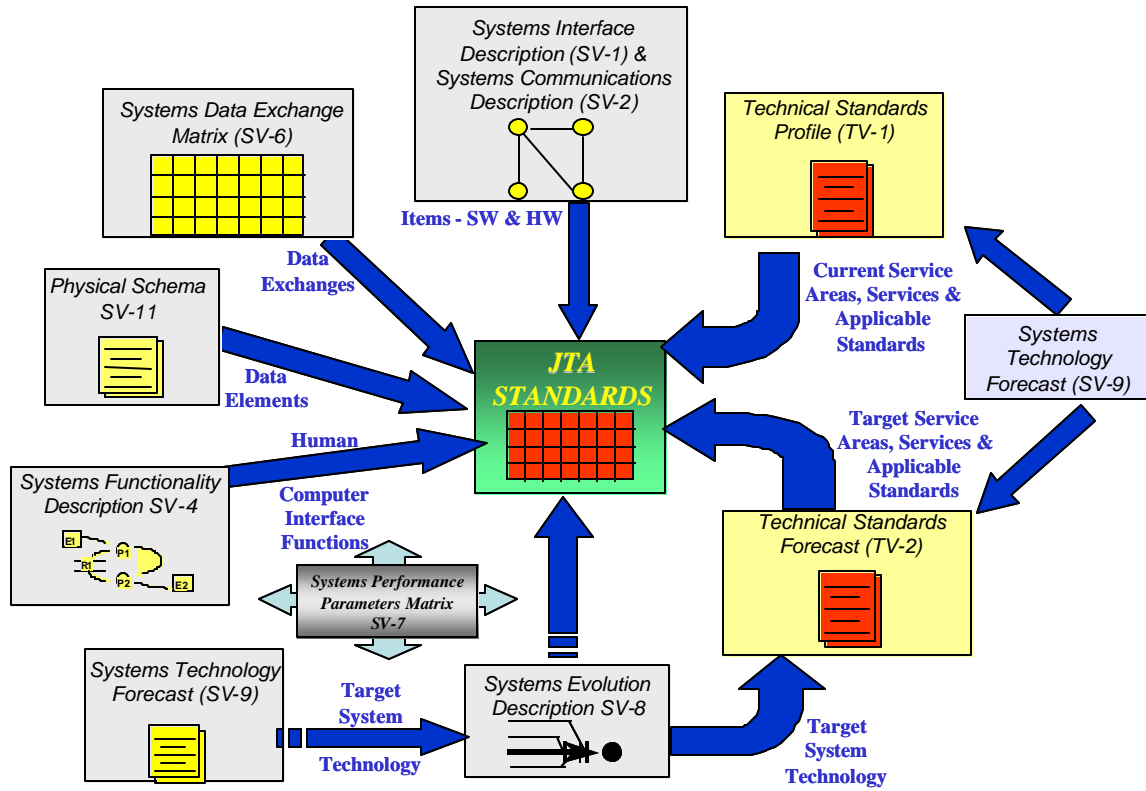 Systems Interface
Description (SV-1) &
Systems Communications
Description (SV-2)
Systems Data Exchange
Matrix (SV-6)
Technical Standards
Profile (TV-1)
Items - SW & HW
Data
Exchanges
Current Service
Areas, Services &
Applicable
Standards
Physical Schema
SV-11
Systems
Technology
Forecast (SV-9)
JTA
STANDARDS
Data
Elements
Target Service
Areas, Services &
Applicable
Standards
Human
Computer
Interface
Functions
Systems Functionality
Description SV-4
E1
P1
R1
P2
E2
Technical Standards
Forecast (TV-2)
Systems Performance
Parameters Matrix
SV-7
Systems Technology
Forecast (SV-9)
Target
System
Technology
Systems Evolution
Description SV-8
Target
System
Technology